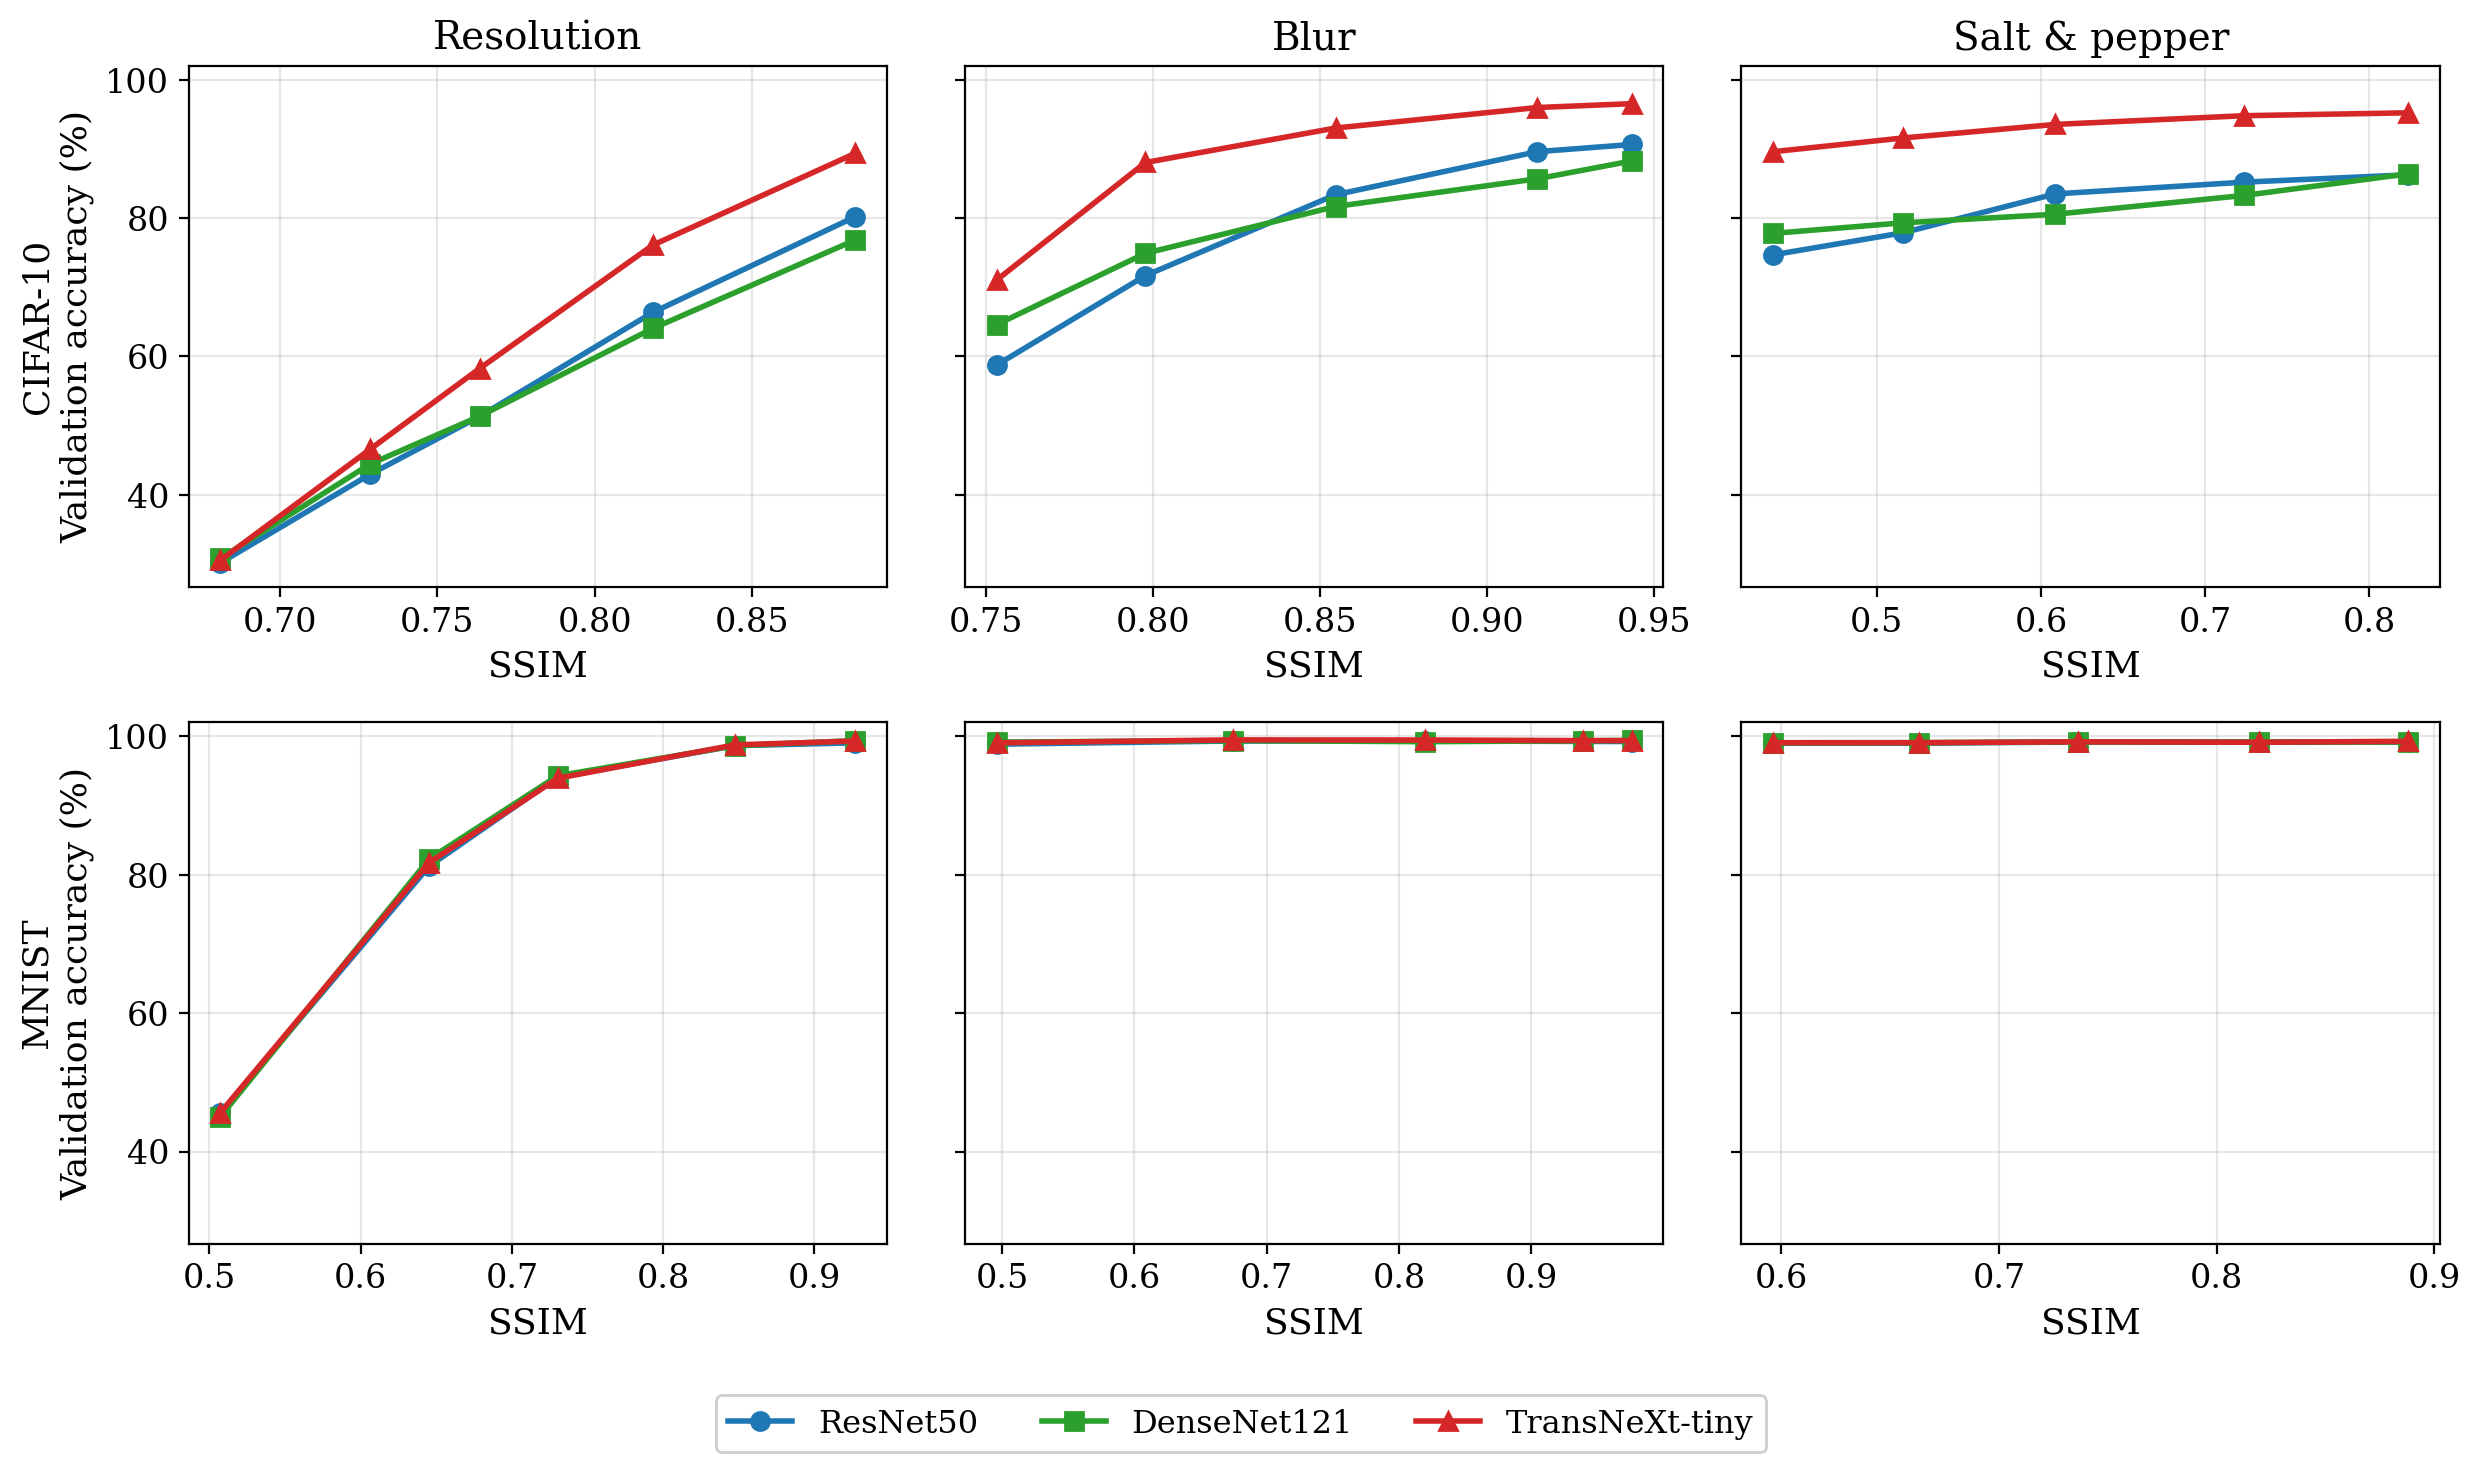 Resolution
Blur
Salt & pepper
CIFAR-10
Validation accuracy (%)
100
80
60
40
0.70 0.75 0.80 0.85
SSIM
0.75 0.80 0.85 0.90 0.95
SSIM
0.5 0.6 0.7 0.8
SSIM
MNIST
Validation accuracy (%)
100
80
60
40
0.5 0.6 0.7 0.8 0.9
SSIM
0.5 0.6 0.7 0.8 0.9
SSIM
0.6 0.7 0.8 0.9
SSIM
ResNet50 DenseNet121 TransNeXt-tiny